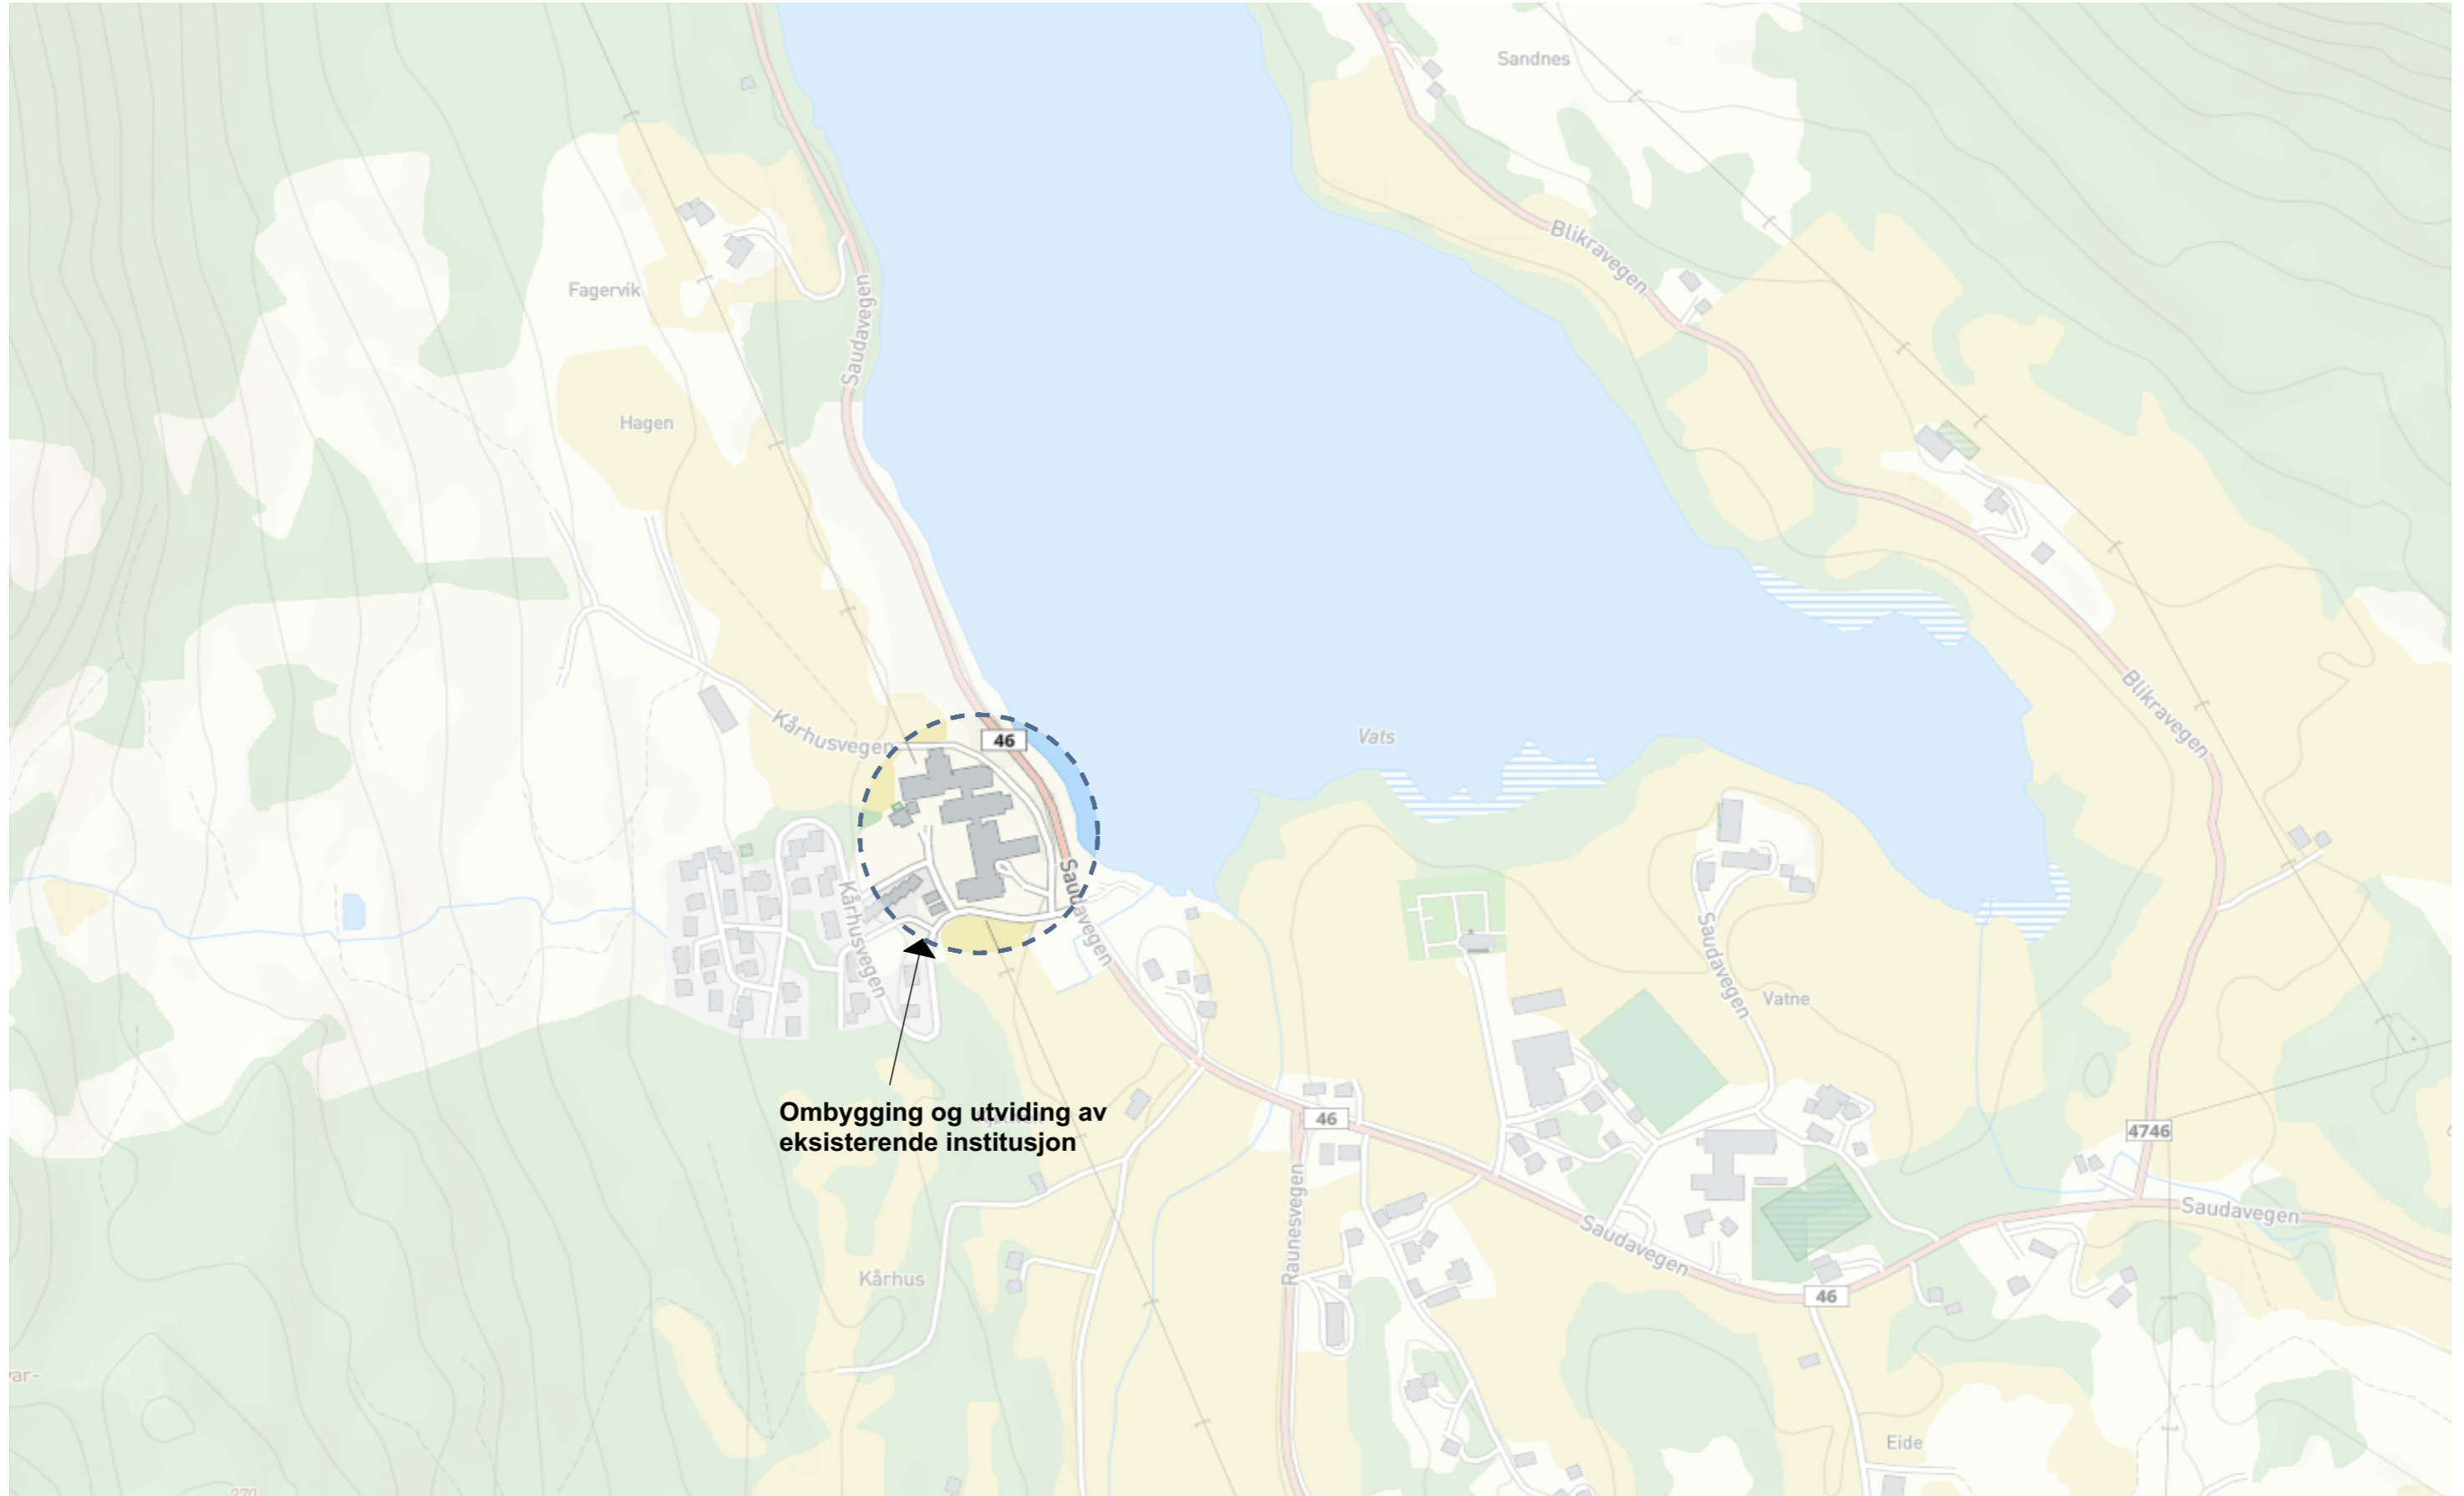 Sandnes
Blikravegen
Fagervik
Saudavegen
Hagen
Blikravegen
Kårhusvegen
46
Vats
Saudavegen
Kårhusvegen
Saudavegen
Vatne
Ombygging og utviding av
eksisterende institusjon
46
4746
Raunesvegen
Saudavegen
Saudavegen
Kårhus
46
Eide
270